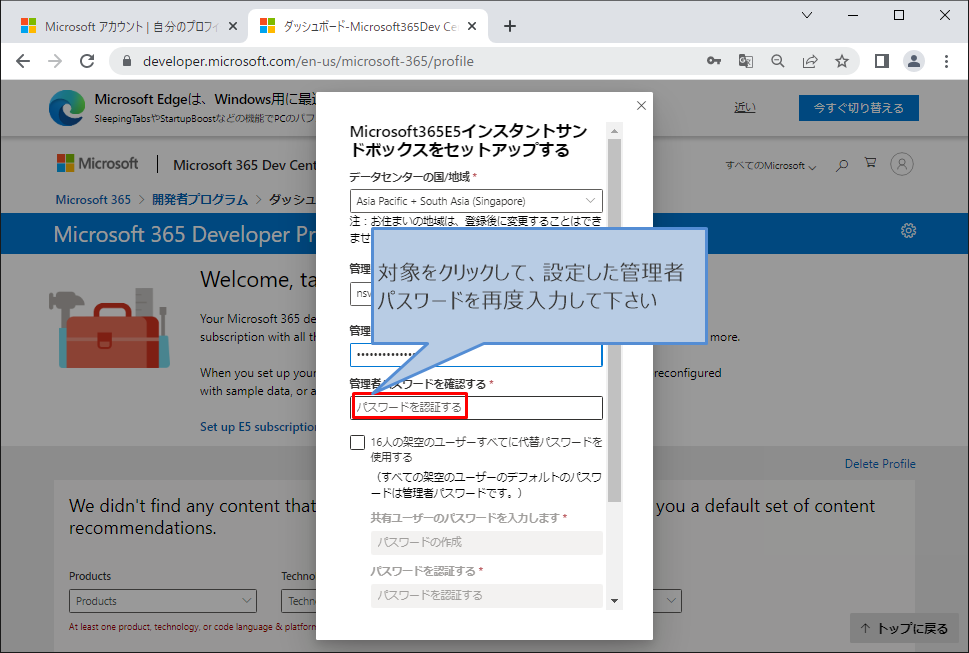 Microsoft アカウント | 自分のプロフィ
ダッシュボード-Microsoft365Dev Ce
developer.microsoft.com/en-us/microsoft-365/profile
Microsoft Edgeは、Windows用に最
SleepingTabsやStartupBoostなどの機能でPCのパフ
近い
今すぐ切り替える
Microsoft
Microsoft 365 Dev Cent
すべてのMicrosoft
Microsoft 365 > 開発者プログラム > ダッシュ
Microsoft 365 Developer Pr
Welcome, ta
Your Microsoft 365 de
subscription with all th
more.
When you set up your
reconfigured
with sample data, or a
Set up E5 subscription
Microsoft365E5インスタントサン
ドボックスをセットアップする
データセンターの国/地域 *
Asia Pacific + South Asia (Singapore)
注：お住まいの地域は、登録後に変更することはでき
ませ
管理
nsv
対象をクリックして、設定した管理者
パスワードを再度入力して下さい
管理
••••••••••••••
管理者パスワードを確認する *
パスワードを認証する
16人の架空のユーザーすべてに代替パスワードを
使用する
（すべての架空のユーザーのデフォルトのパスワ
ードは管理者パスワードです。）
共有ユーザーのパスワードを入力します *
パスワードの作成
パスワードを認証する *
パスワードを認証する
Delete Profile
We didn't find any content that
you a default set of content
recommendations.
Products
Techno
Products
Techn
At least one product, technology, or code language & platform
↑ トップに戻る